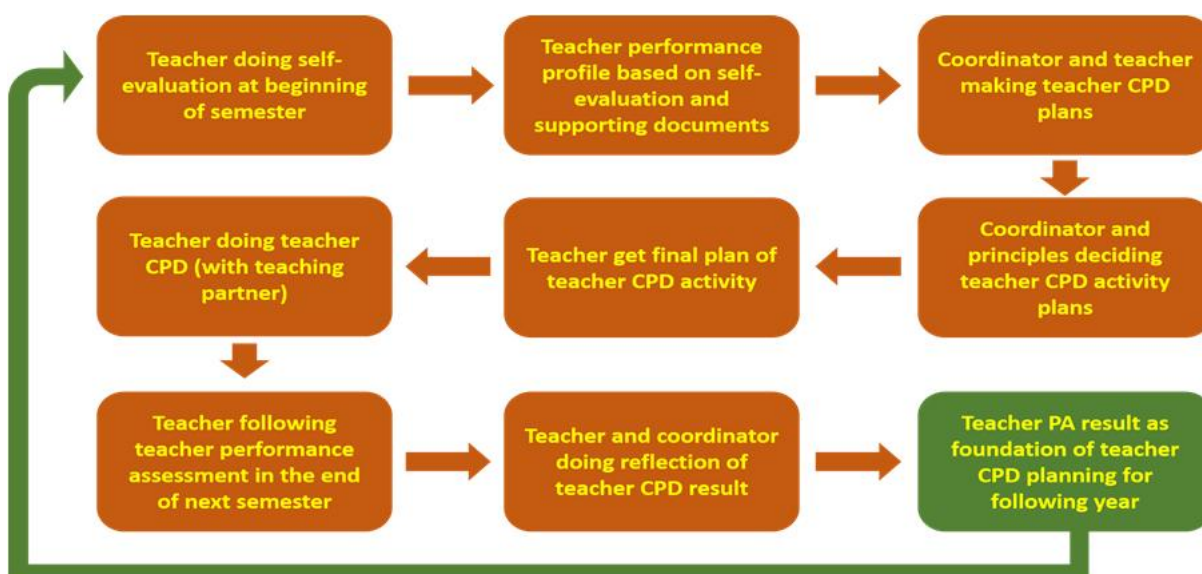 Teacher doing self-
evaluation at beginning
of semester
Teacher performance
profile based on self-
evaluation and
supporting documents
Coordinator and teacher
making teacher CPD
plans
Coordinator and
principles deciding
teacher CPD activity
plans
Teacher get final plan of
teacher CPD activity
Teacher doing teacher
CPD (with teaching
partner)
Teacher following
teacher performance
assessment in the end
of next semester
Teacher and coordinator
doing reflection of
teacher CPD result
Teacher PA result as
foundation of teacher
CPD planning for
following year